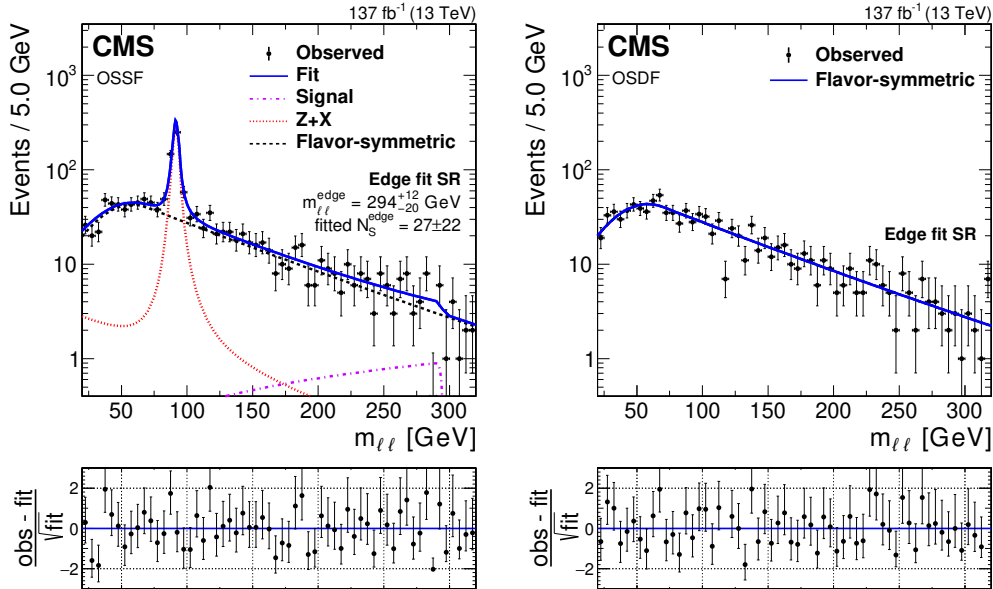 137 fb⁻¹ (13 TeV)
CMS
OSSF
Observed
Fit
Signal
Z+X
Flavor-symmetric
Edge fit SR
m_ℓℓ^edge = 294 +12 −20 GeV
fitted N_S^edge = 27±22
Events / 5.0 GeV
10³
10²
10
1
50 100 150 200 250 300
m_ℓℓ [GeV]
obs - fit
√fit
2
0
−2
137 fb⁻¹ (13 TeV)
CMS
OSDF
Observed
Flavor-symmetric
Edge fit SR
Events / 5.0 GeV
10³
10²
10
1
50 100 150 200 250 300
m_ℓℓ [GeV]
obs - fit
√fit
2
0
−2